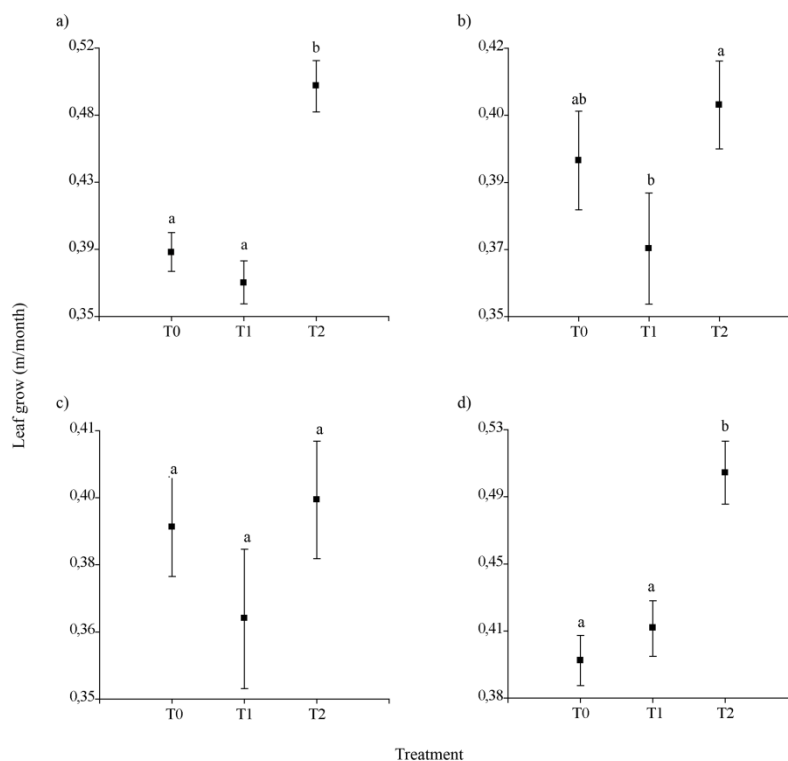 a)
0,52
0,48
0,43
0,39
0,35
a
a
b
T0 T1 T2
b)
0,42
0,40
0,39
0,37
0,35
ab
b
a
T0 T1 T2
c)
0,41
0,40
0,38
0,36
0,35
a
a
a
T0 T1 T2
d)
0,53
0,49
0,45
0,41
0,38
a
a
b
T0 T1 T2
Leaf grow (m/month)
Treatment